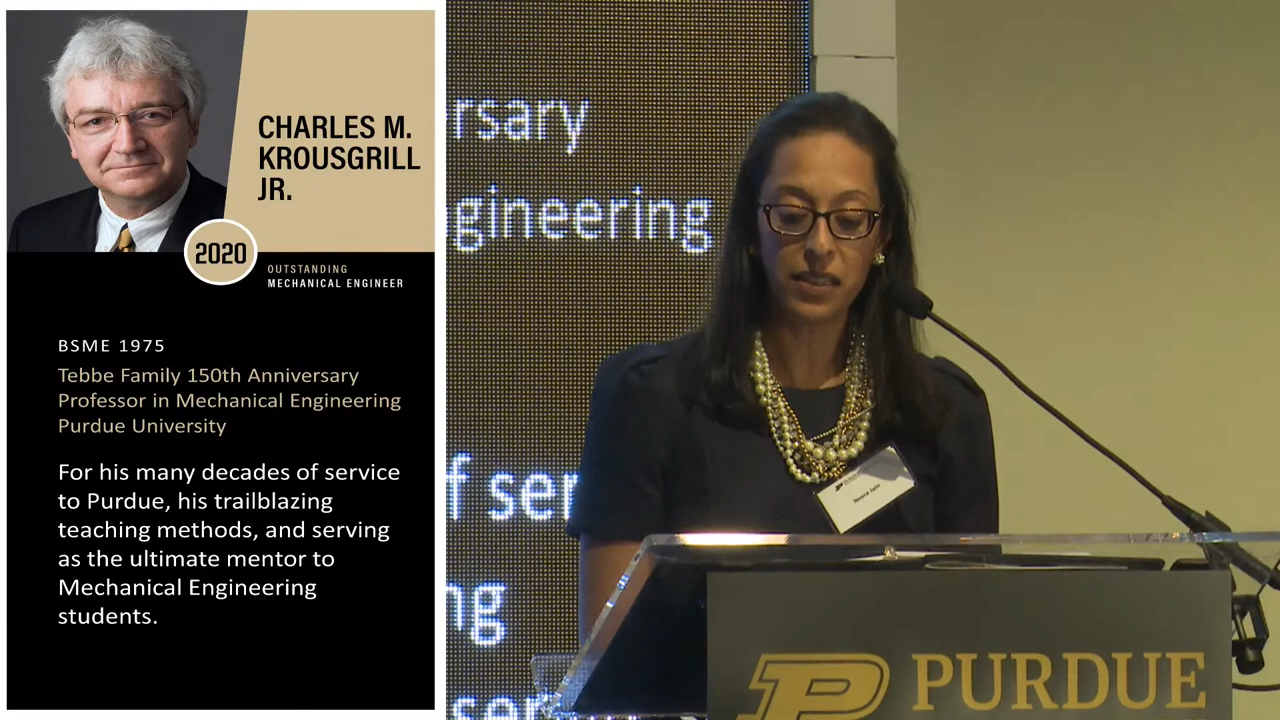 CHARLES M.
KROUSGRILL
JR.
2020
OUTSTANDING
MECHANICAL ENGINEER
BSME 1975
Tebbe Family 150th Anniversary
Professor in Mechanical Engineering
Purdue University
For his many decades of service
to Purdue, his trailblazing
teaching methods, and serving
as the ultimate mentor to
Mechanical Engineering
students.
rsary
gineering
f ser
ng
ser
P PURDUE